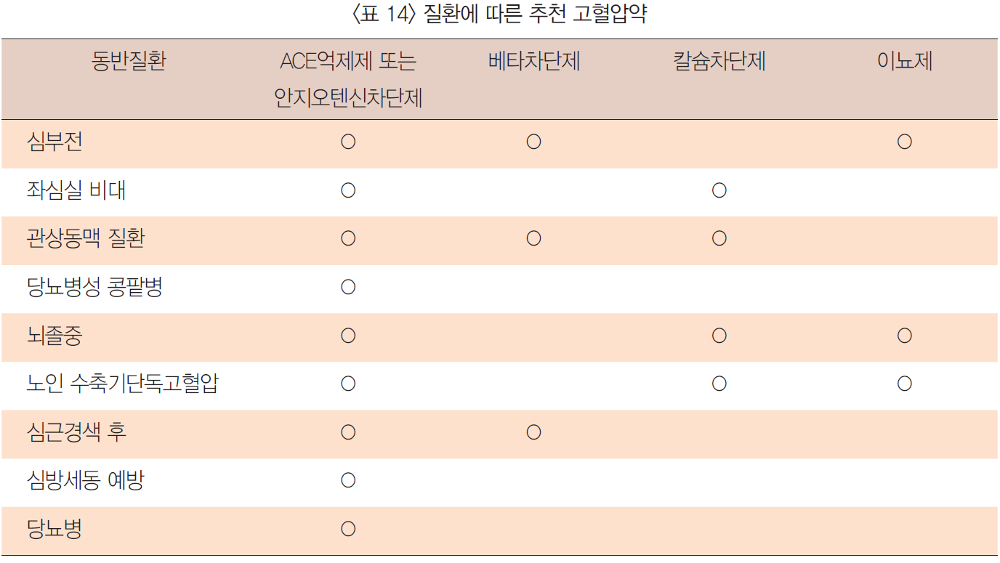 <표 14> 질환에 따른 추천 고혈압약
동반질환 ACE억제제 또는 안지오텐신차단제 베타차단제 칼슘차단제 이뇨제
심부전 ○ ○ ○
좌심실 비대 ○ ○
관상동맥 질환 ○ ○ ○
당뇨병성 콩팥병 ○
뇌졸중 ○ ○ ○
노인 수축기단독고혈압 ○ ○ ○
심근경색 후 ○ ○
심방세동 예방 ○
당뇨병 ○